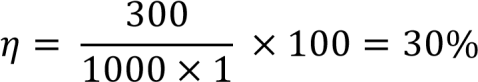 η = 300 / (1000 × 1) × 100 = 30%